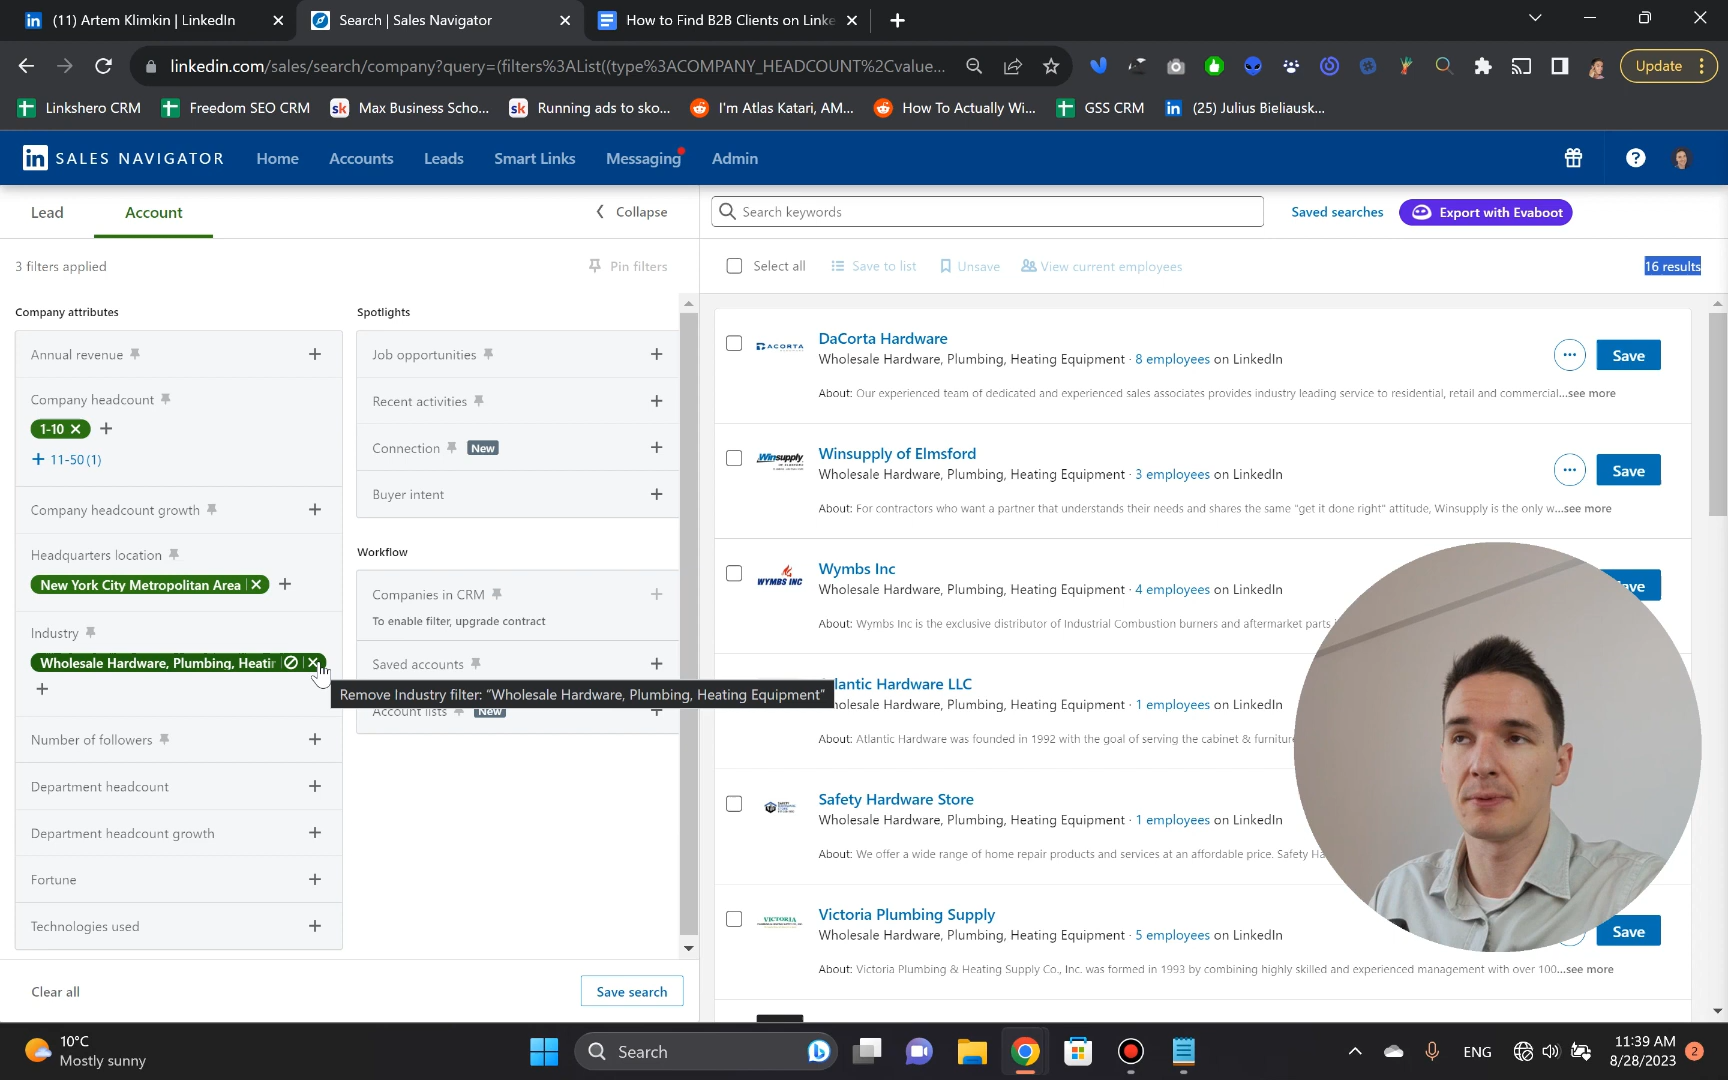 (11) Artem Klimkin | LinkedIn
Search | Sales Navigator
How to Find B2B Clients on Linke
linkedin.com/sales/search/company?query=(filters%3AList((type%3ACOMPANY_HEADCOUNT%2Cvalue...
Update
Linkshero CRM
Freedom SEO CRM
Max Business Scho...
Running ads to sko...
I'm Atlas Katari, AM...
How To Actually Wi...
GSS CRM
(25) Julius Bieliausk...
SALES NAVIGATOR
Home
Accounts
Leads
Smart Links
Messaging
Admin
Lead
Account
Collapse
Search keywords
Saved searches
Export with Evaboot
3 filters applied
Pin filters
Select all
Save to list
Unsave
View current employees
16 results
Company attributes
Annual revenue
Company headcount
1-10
+ 11-50 (1)
Company headcount growth
Headquarters location
New York City Metropolitan Area
Industry
Wholesale Hardware, Plumbing, Heatin
Remove Industry filter: "Wholesale Hardware, Plumbing, Heating Equipment"
Number of followers
Department headcount
Department headcount growth
Fortune
Technologies used
Spotlights
Job opportunities
Recent activities
Connection New
Buyer intent
Workflow
Companies in CRM
To enable filter, upgrade contract
Saved accounts
Account lists New
Clear all
Save search
DACORTA
DaCorta Hardware
Wholesale Hardware, Plumbing, Heating Equipment · 8 employees on LinkedIn
About: Our experienced team of dedicated and experienced sales associates provides industry leading service to residential, retail and commercial...see more
Save
Winsupply
Winsupply of Elmsford
Wholesale Hardware, Plumbing, Heating Equipment · 3 employees on LinkedIn
About: For contractors who want a partner that understands their needs and shares the same "get it done right" attitude, Winsupply is the only w...see more
Save
WYMBS INC
Wymbs Inc
Wholesale Hardware, Plumbing, Heating Equipment · 4 employees on LinkedIn
About: Wymbs Inc is the exclusive distributor of Industrial Combustion burners and aftermarket parts
ave
lantic Hardware LLC
holesale Hardware, Plumbing, Heating Equipment · 1 employees on LinkedIn
About: Atlantic Hardware was founded in 1992 with the goal of serving the cabinet & furniture
Safety Hardware Store
Wholesale Hardware, Plumbing, Heating Equipment · 1 employees on LinkedIn
About: We offer a wide range of home repair products and services at an affordable price. Safety Ha
VICTORIA
Victoria Plumbing Supply
Wholesale Hardware, Plumbing, Heating Equipment · 5 employees on LinkedIn
About: Victoria Plumbing & Heating Supply Co., Inc. was formed in 1993 by combining highly skilled and experienced management with over 100...see more
Save
10°C
Mostly sunny
Search
ENG
11:39 AM
8/28/2023
2